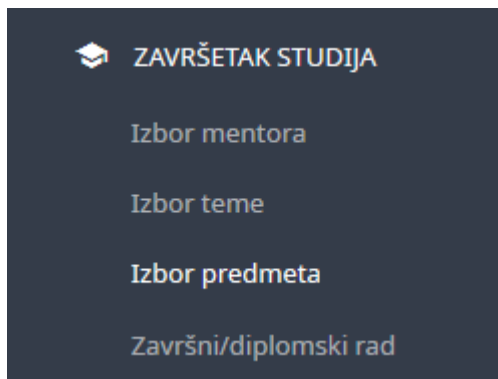 ZAVRŠETAK STUDIJA
Izbor mentora
Izbor teme
Izbor predmeta
Završni/diplomski rad